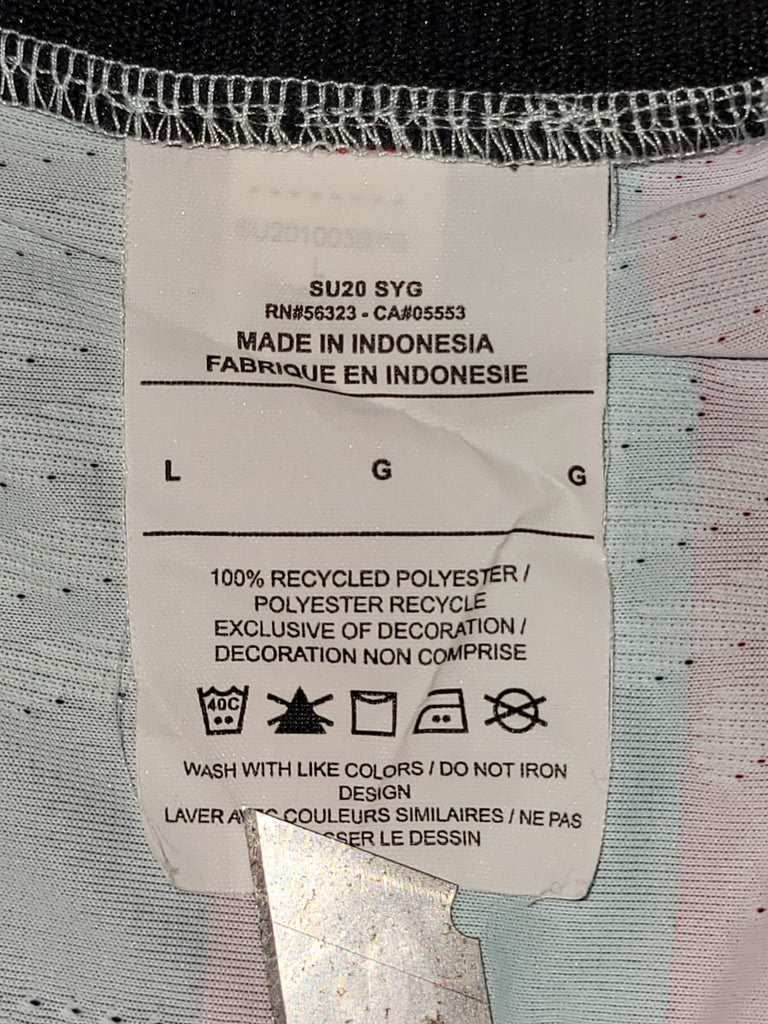 L
SU20 SYG
RN#56323 - CA#05553
MADE IN INDONESIA
FABRIQUE EN INDONESIE
L G G
100% RECYCLED POLYESTER /
POLYESTER RECYCLE
EXCLUSIVE OF DECORATION /
DECORATION NON COMPRISE
40C
WASH WITH LIKE COLORS / DO NOT IRON
DESIGN
LAVER COULEURS SIMILAIRES / NE PAS
LE DESSIN